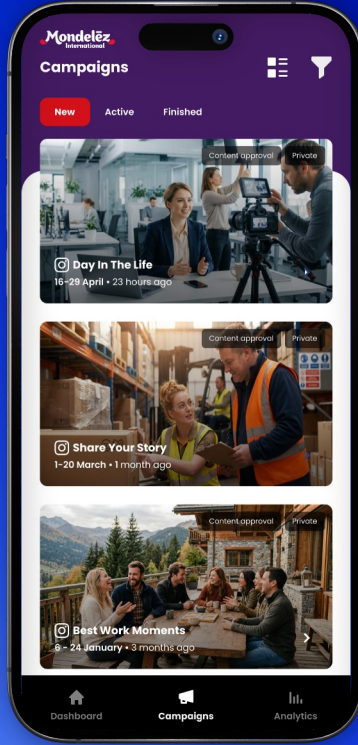 Mondelēz
International
Campaigns
New Active Finished
Content approval Private
Day In The Life
16-29 April • 23 hours ago
Content approval Private
Share Your Story
1-20 March • 1 month ago
Content approval Private
Best Work Moments
6 - 24 January • 3 months ago
Dashboard Campaigns Analytics